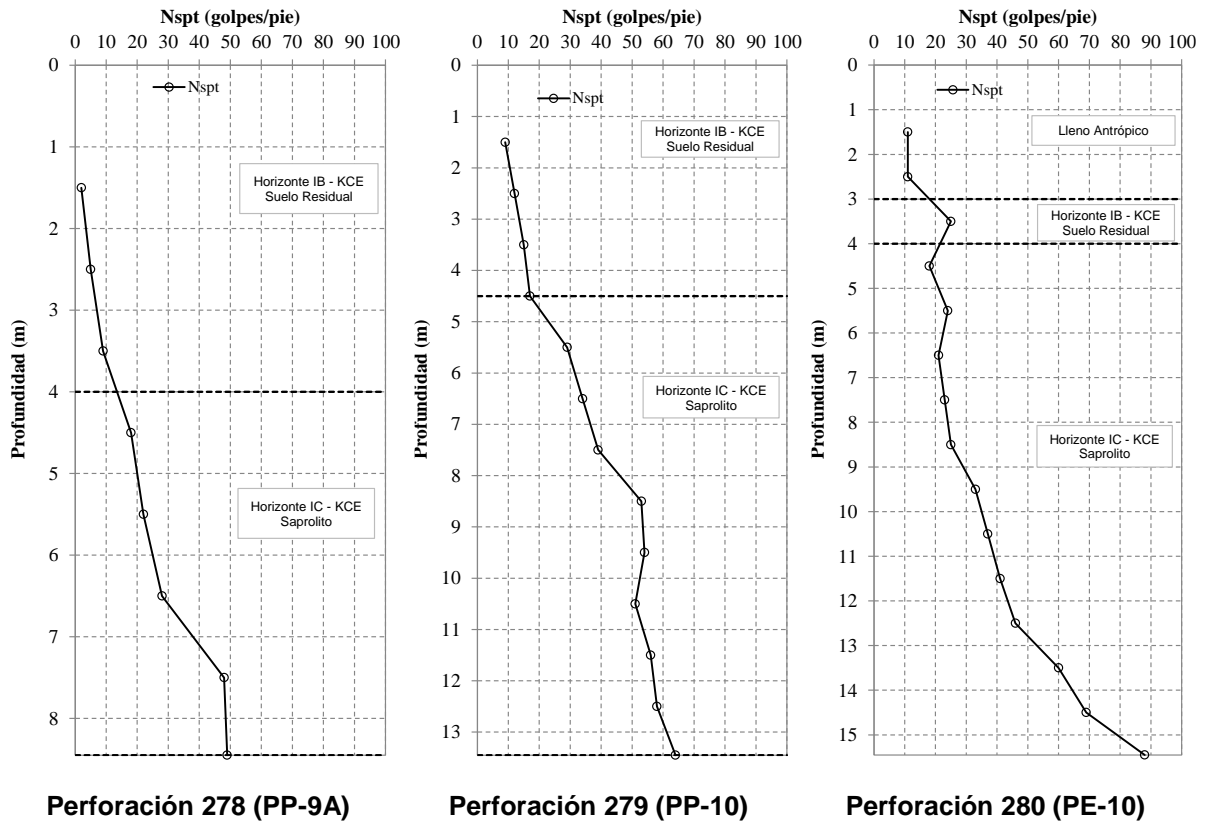 Nspt (golpes/pie)
0 10 20 30 40 50 60 70 80 90 100
Profundidad (m)
0
1
2
3
4
5
6
7
8
Nspt
Horizonte IB - KCE
Suelo Residual
Horizonte IC - KCE
Saprolito
Perforación 278 (PP-9A)
Nspt (golpes/pie)
0 10 20 30 40 50 60 70 80 90 100
Profundidad (m)
0
1
2
3
4
5
6
7
8
9
10
11
12
13
Nspt
Horizonte IB - KCE
Suelo Residual
Horizonte IC - KCE
Saprolito
Perforación 279 (PP-10)
Nspt (golpes/pie)
0 10 20 30 40 50 60 70 80 90 100
Profundidad (m)
0
1
2
3
4
5
6
7
8
9
10
11
12
13
14
15
Nspt
Lleno Antrópico
Horizonte IB - KCE
Suelo Residual
Horizonte IC - KCE
Saprolito
Perforación 280 (PE-10)